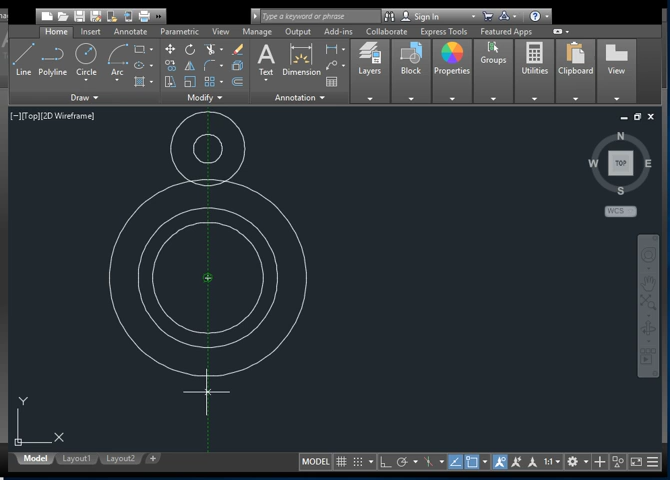 Type a keyword or phrase
Sign In
?
Home Insert Annotate Parametric View Manage Output Add-ins Collaborate Express Tools Featured Apps
Line Polyline Circle Arc
A
Text Dimension Layers Block Properties Groups Utilities Clipboard View
Draw Modify Annotation
[−][Top][2D Wireframe]
N
W TOP E
S
WCS
Y
X
Model Layout1 Layout2 +
MODEL
1:1